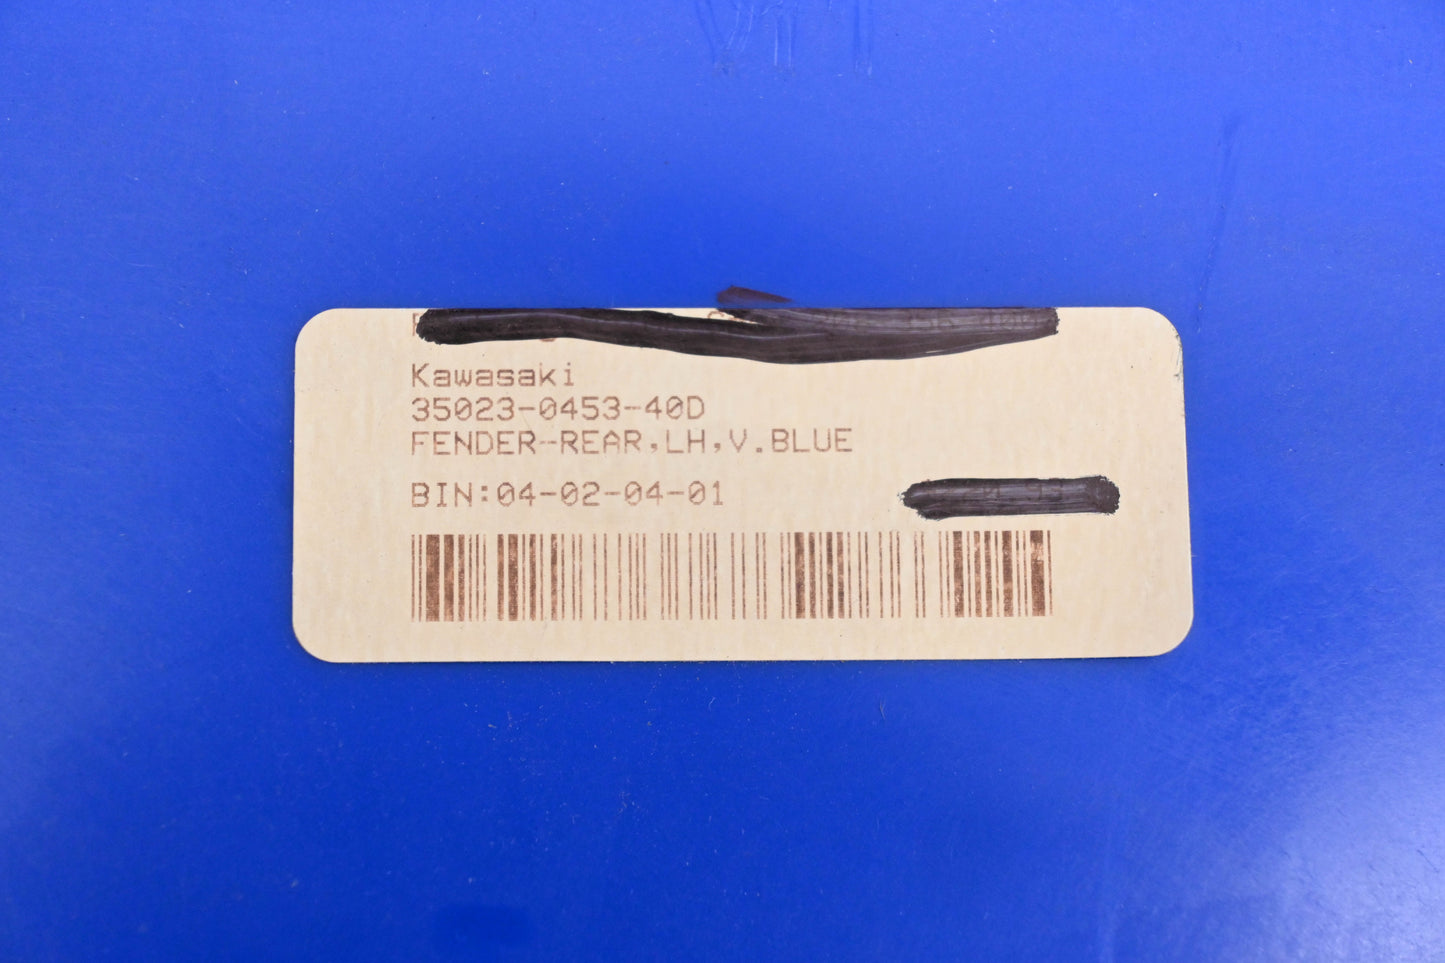 Kawasaki
35023-0453-40D
FENDER-REAR,LH,V.BLUE
BIN:04-02-04-01